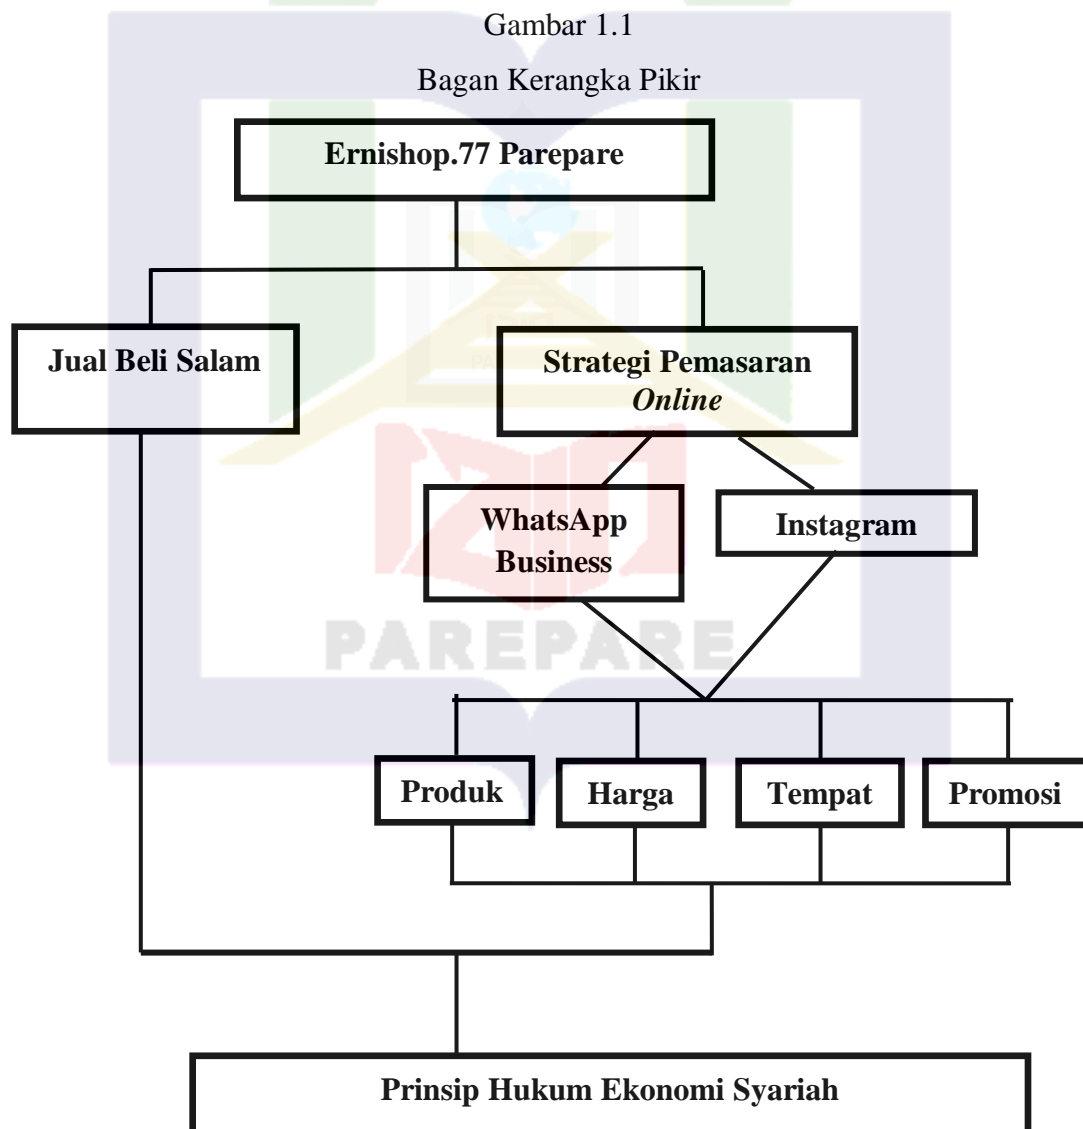 Gambar 1.1
Bagan Kerangka Pikir
Ernishop.77 Parepare
Jual Beli Salam
Strategi Pemasaran
Online
WhatsApp
Business
Instagram
PAREPARE
Produk
Harga
Tempat
Promosi
Prinsip Hukum Ekonomi Syariah